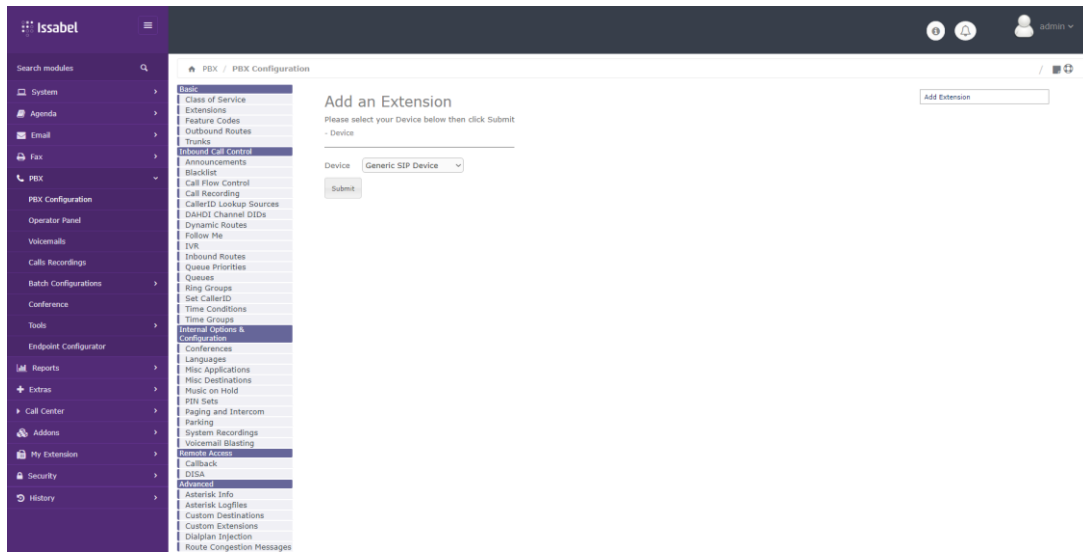 Issabel
admin
Search modules
System
Agenda
Email
Fax
PBX
PBX Configuration
Operator Panel
Voicemails
Calls Recordings
Batch Configurations
Conference
Tools
Endpoint Configurator
Reports
Extras
Call Center
Addons
My Extension
Security
History
PBX / PBX Configuration
/
Basic
Class of Service
Extensions
Feature Codes
Outbound Routes
Trunks
Inbound Call Control
Announcements
Blacklist
Call Flow Control
Call Recording
CallerID Lookup Sources
DAHDI Channel DIDs
Dynamic Routes
Follow Me
IVR
Inbound Routes
Queue Priorities
Queues
Ring Groups
Set CallerID
Time Conditions
Time Groups
Internal Options &
Configuration
Conferences
Languages
Misc Applications
Misc Destinations
Music on Hold
PIN Sets
Paging and Intercom
Parking
System Recordings
Voicemail Blasting
Remote Access
Callback
DISA
Advanced
Asterisk Info
Asterisk Logfiles
Custom Destinations
Custom Extensions
Dialplan Injection
Route Congestion Messages
Add an Extension
Please select your Device below then click Submit
- Device
Device Generic SIP Device
Submit
Add Extension